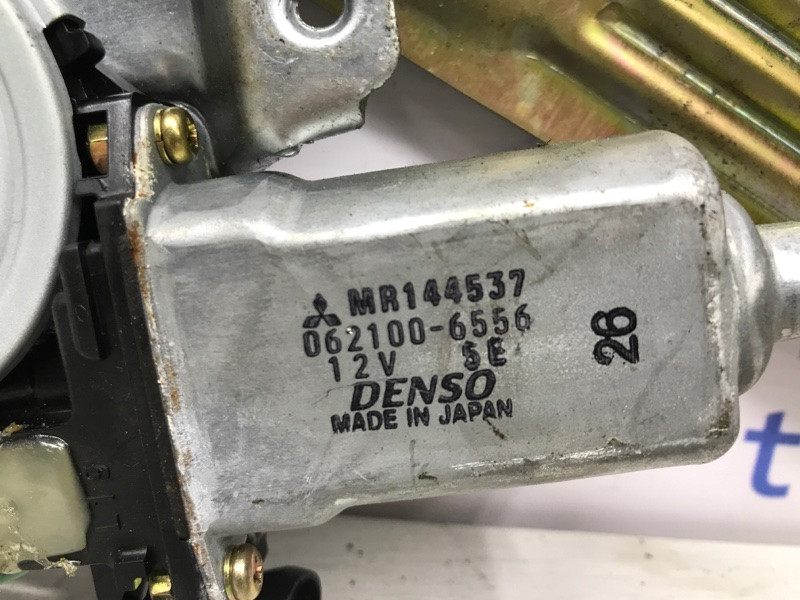 MR144537
062100-6556
12V 5E
DENSO
MADE IN JAPAN
26
t